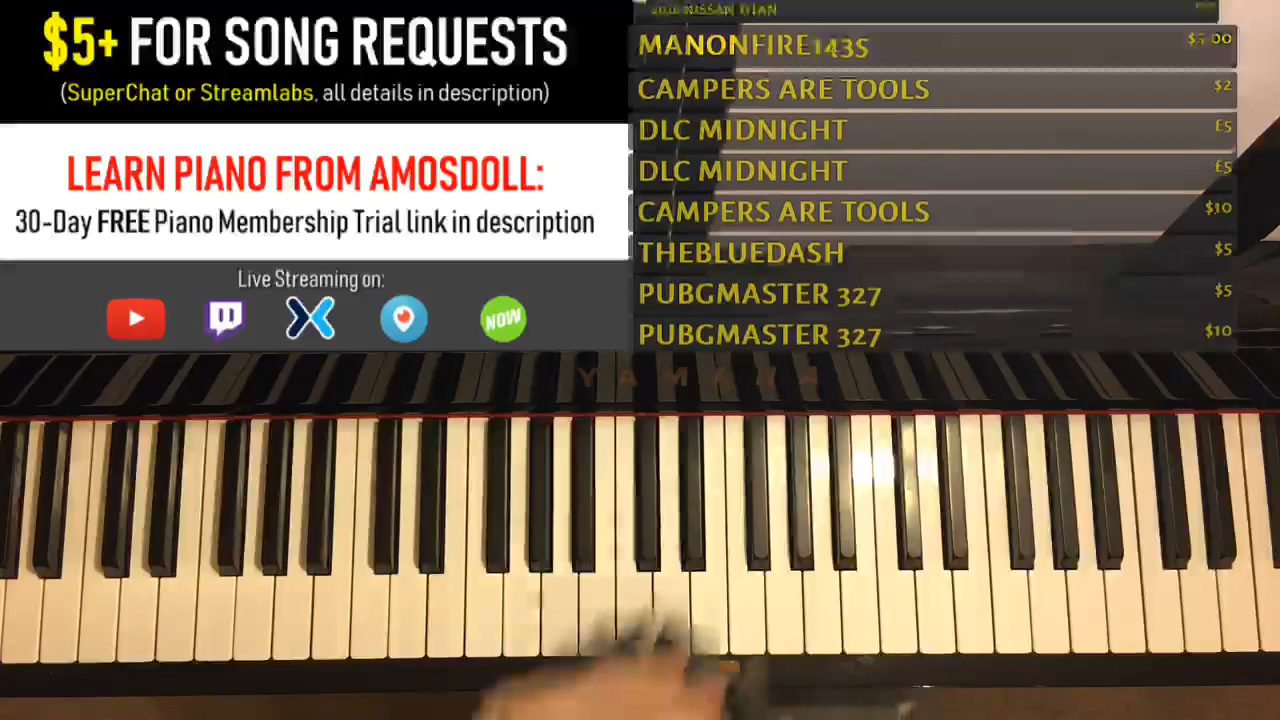 $5+ FOR SONG REQUESTS
(SuperChat or Streamlabs, all details in description)
LEARN PIANO FROM AMOSDOLL:
30-Day FREE Piano Membership Trial link in description
Live Streaming on:
NOW
MANONFIRE1435 $5.00
CAMPERS ARE TOOLS $2
DLC MIDNIGHT £5
DLC MIDNIGHT £5
CAMPERS ARE TOOLS $10
THEBLUEDASH $5
PUBGMASTER 327 $5
PUBGMASTER 327 $10
YAMAHA